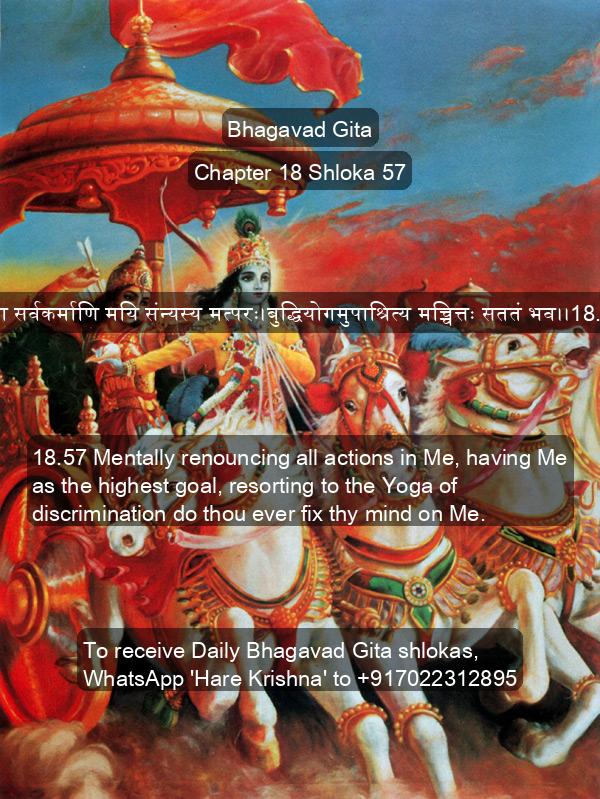 Bhagavad Gita
Chapter 18 Shloka 57
सर्वकर्माणि मयि संन्यस्य मत्परः।बुद्धियोगमुपाश्रित्य मच्चित्तः सततं भव।।18.
18.57 Mentally renouncing all actions in Me, having Me
as the highest goal, resorting to the Yoga of
discrimination do thou ever fix thy mind on Me.
To receive Daily Bhagavad Gita shlokas,
WhatsApp 'Hare Krishna' to +917022312895